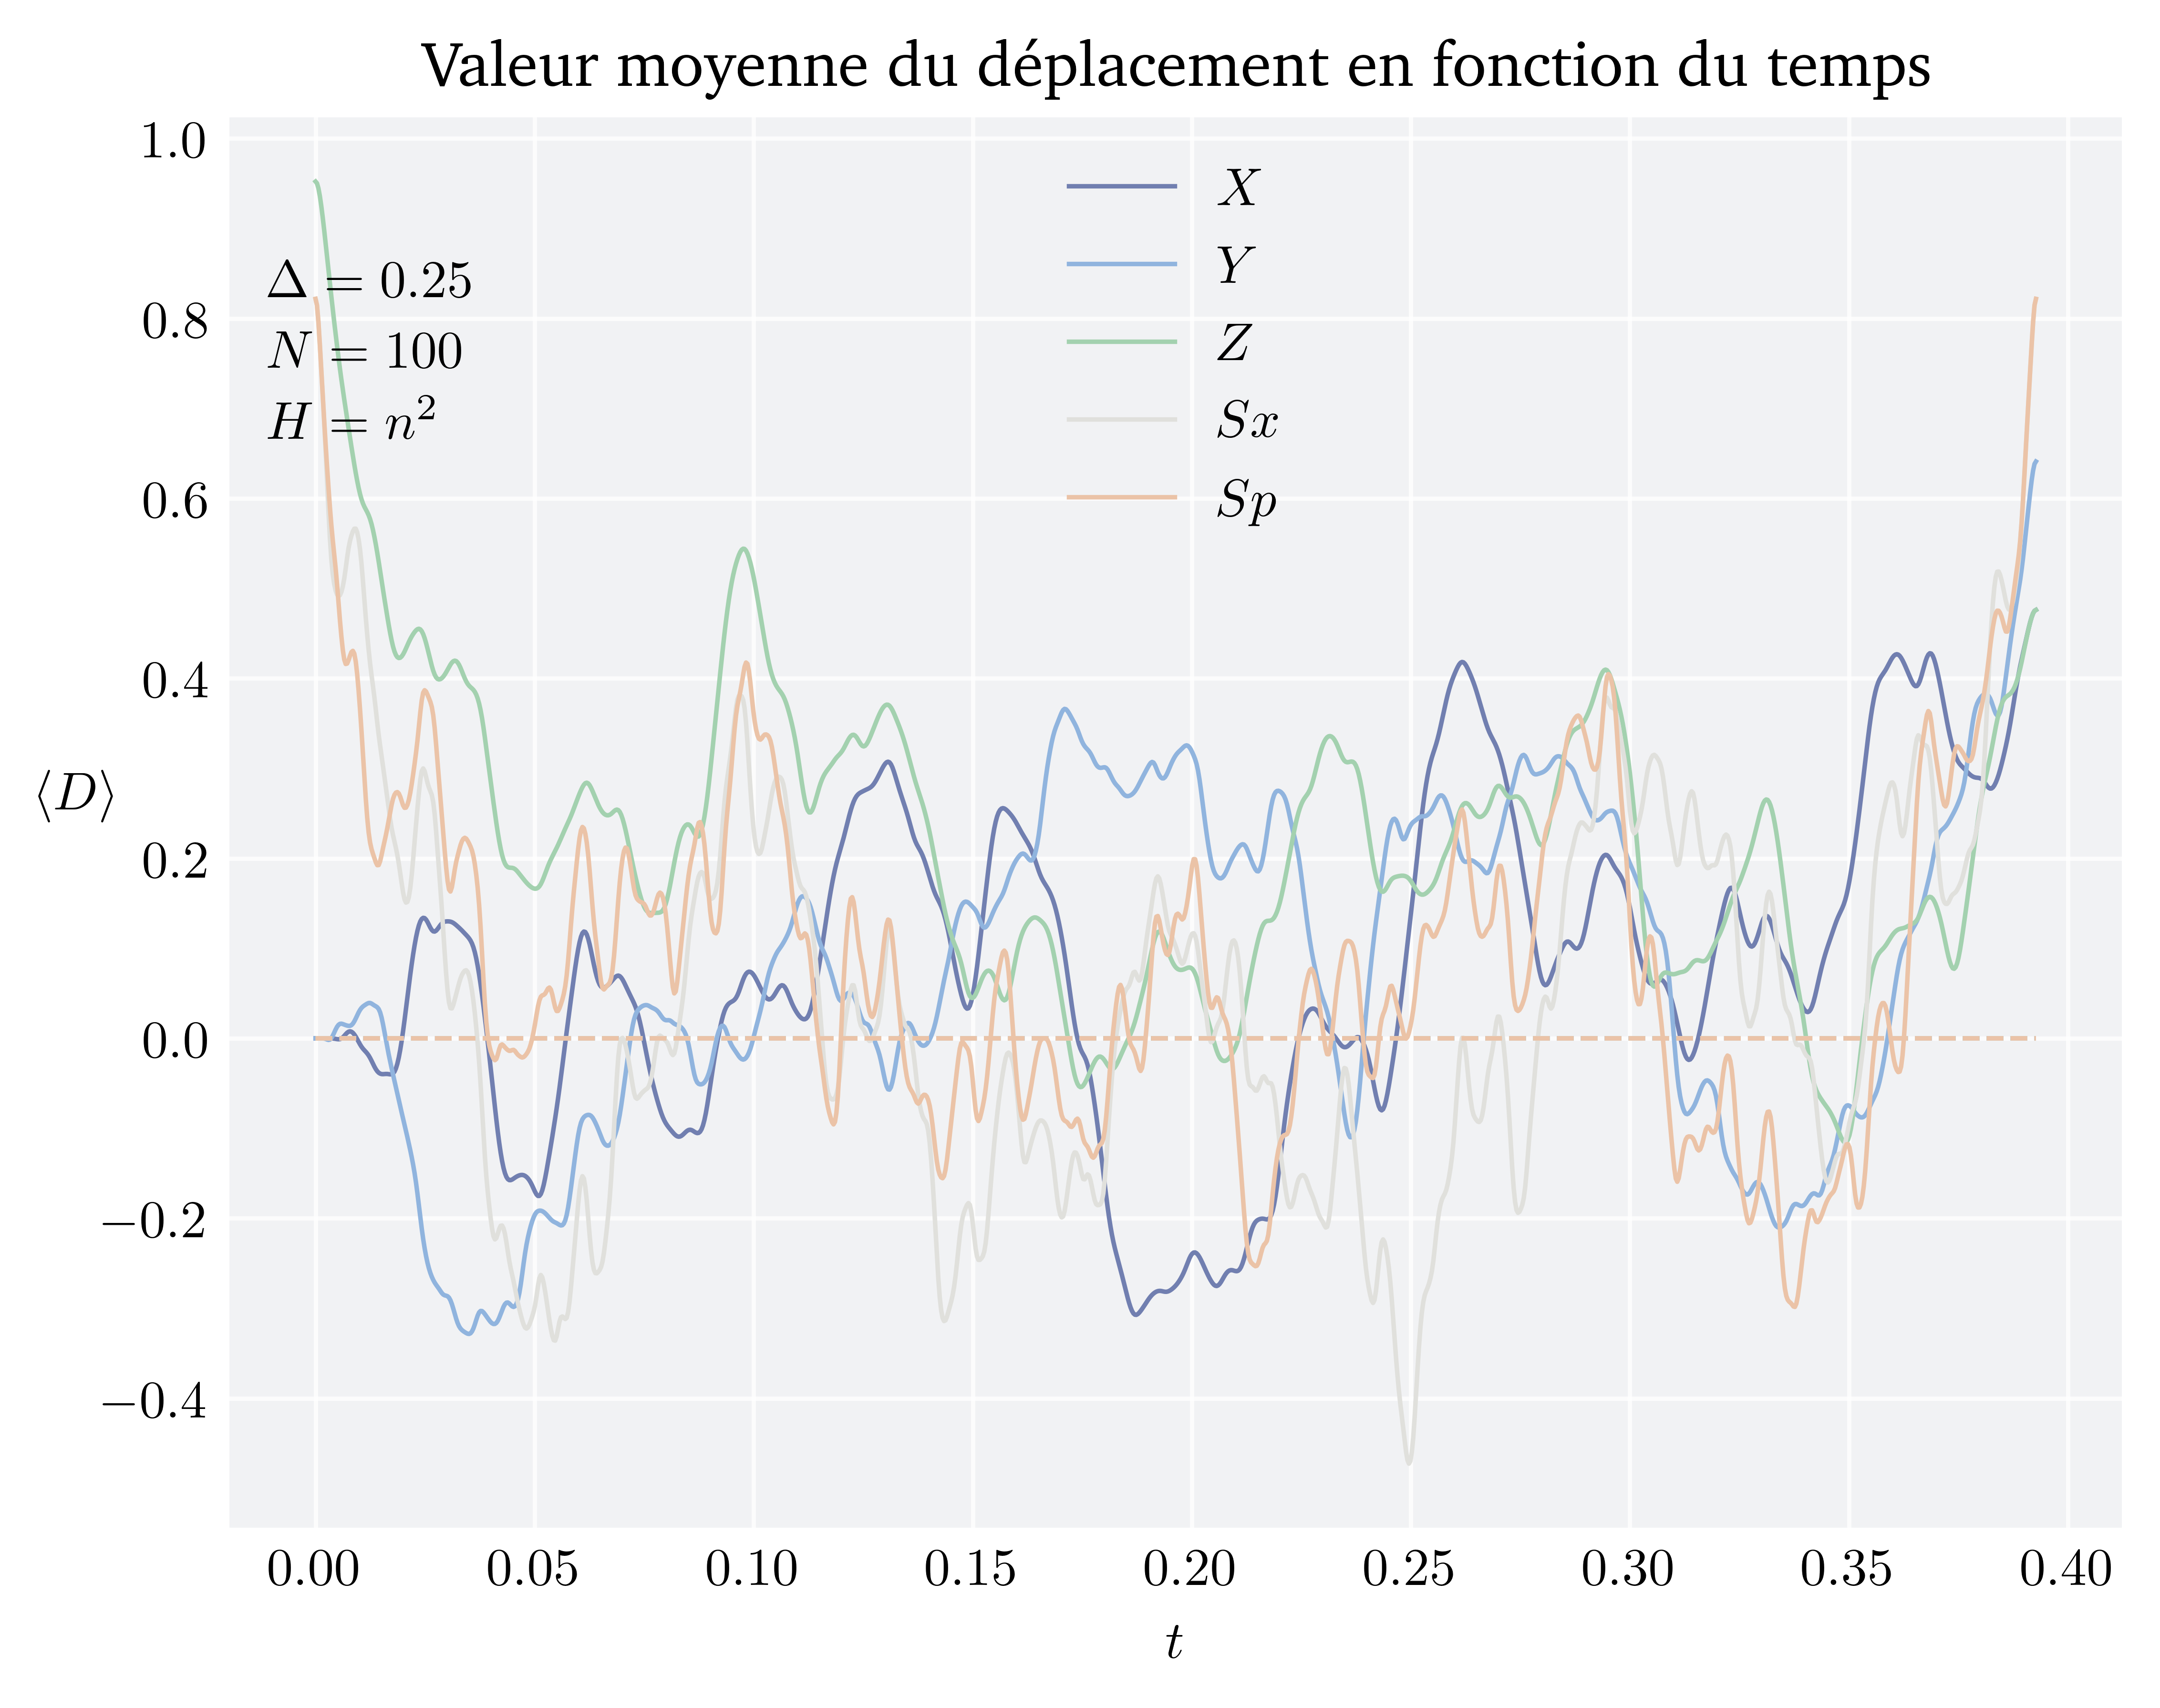 Valeur moyenne du déplacement en fonction du temps
1.0
0.8
0.6
0.4
0.2
0.0
−0.2
−0.4
⟨D⟩
Δ = 0.25
N = 100
H = n²
X
Y
Z
Sx
Sp
0.00 0.05 0.10 0.15 0.20 0.25 0.30 0.35 0.40
t